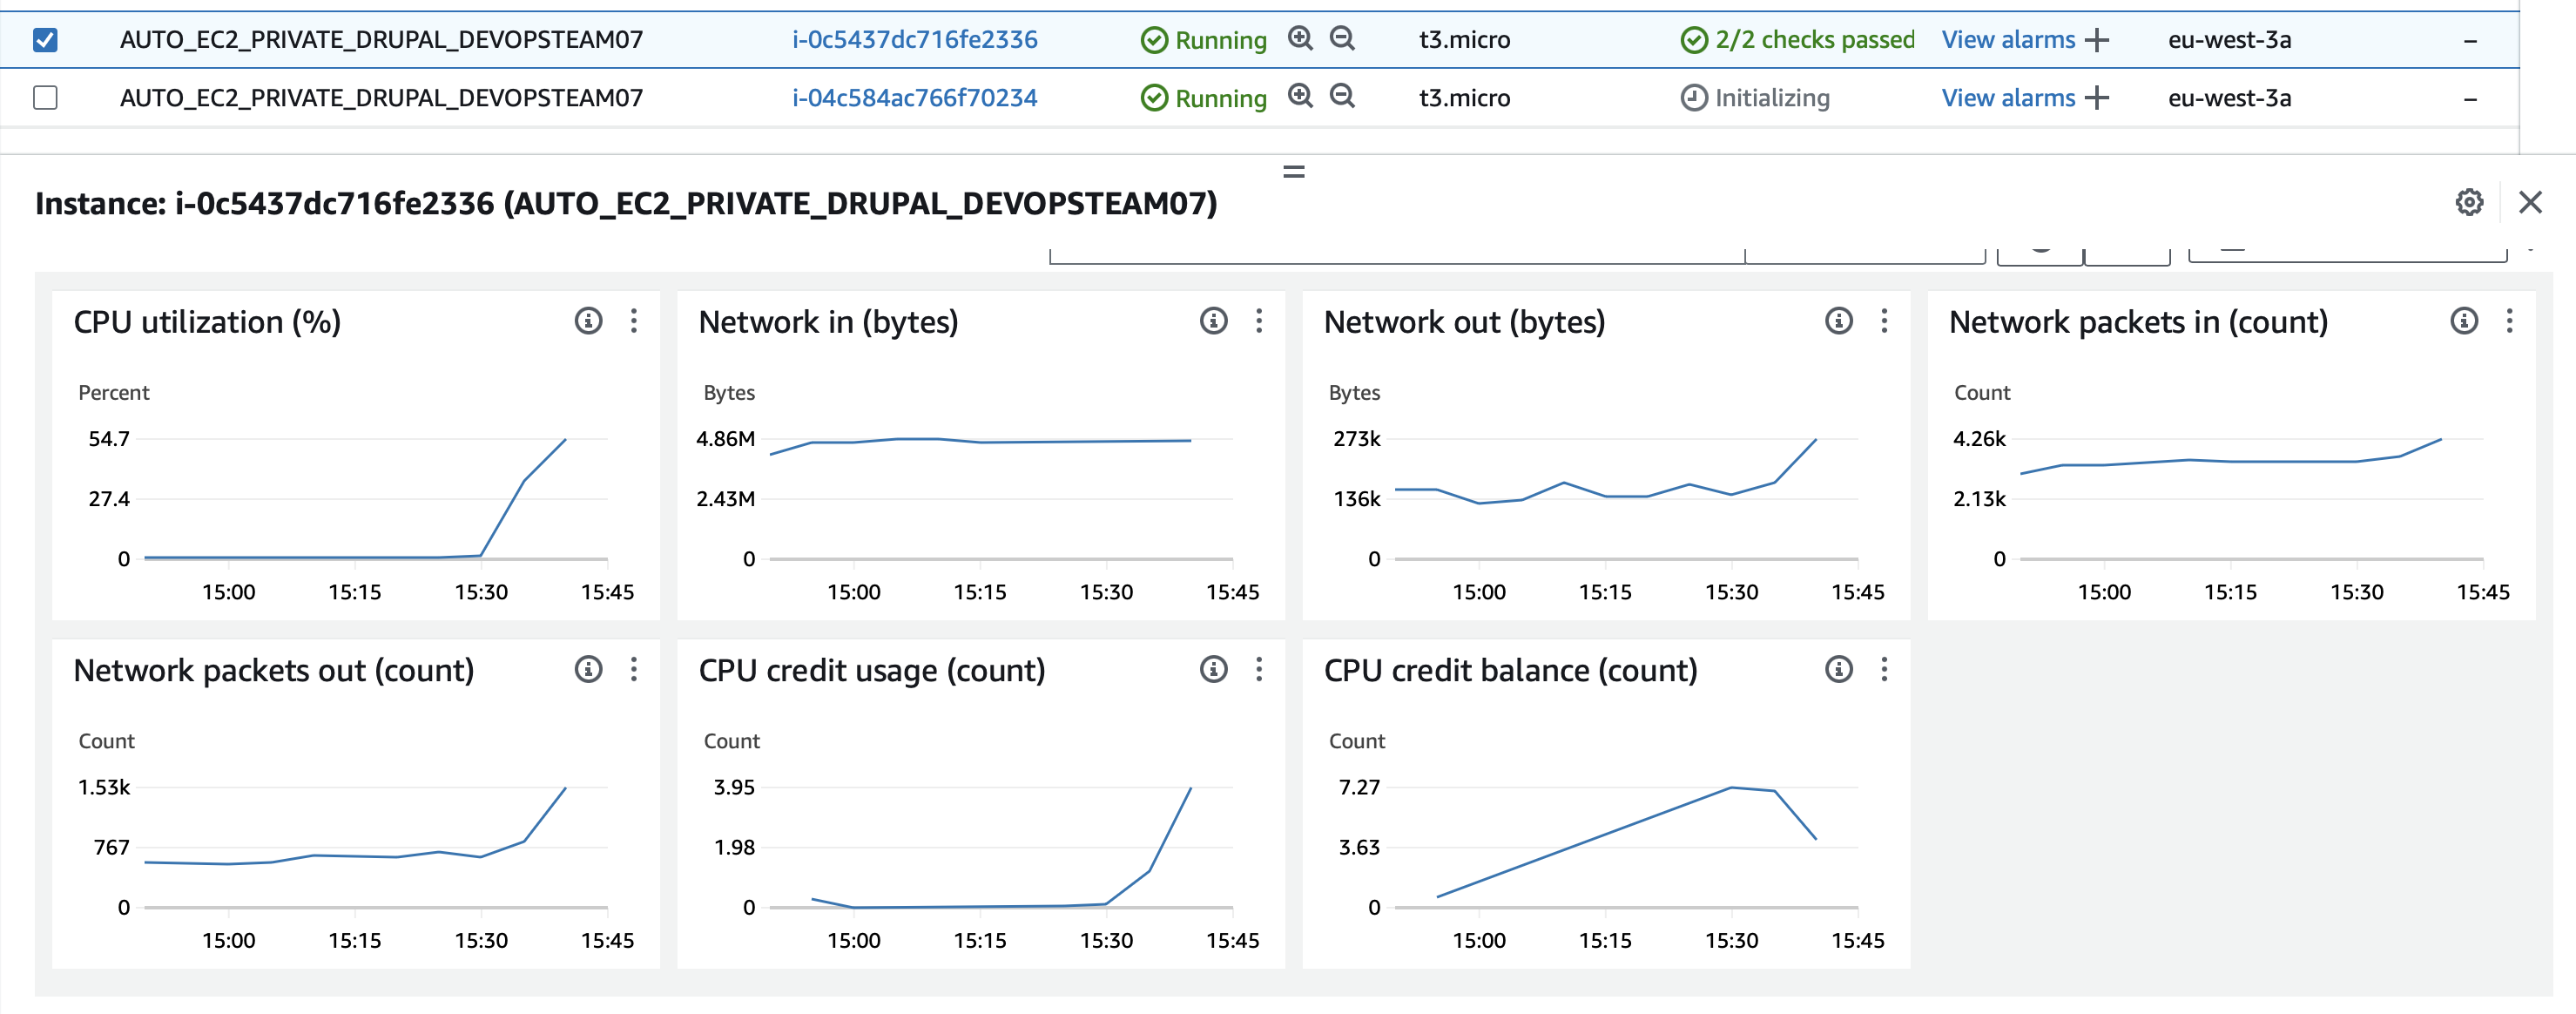 AUTO_EC2_PRIVATE_DRUPAL_DEVOPSTEAM07 i-0c5437dc716fe2336 Running t3.micro 2/2 checks passed View alarms + eu-west-3a –
AUTO_EC2_PRIVATE_DRUPAL_DEVOPSTEAM07 i-04c584ac766f70234 Running t3.micro Initializing View alarms + eu-west-3a –
Instance: i-0c5437dc716fe2336 (AUTO_EC2_PRIVATE_DRUPAL_DEVOPSTEAM07)
CPU utilization (%)
Percent
54.7
27.4
0
15:00 15:15 15:30 15:45
Network in (bytes)
Bytes
4.86M
2.43M
0
15:00 15:15 15:30 15:45
Network out (bytes)
Bytes
273k
136k
0
15:00 15:15 15:30 15:45
Network packets in (count)
Count
4.26k
2.13k
0
15:00 15:15 15:30 15:45
Network packets out (count)
Count
1.53k
767
0
15:00 15:15 15:30 15:45
CPU credit usage (count)
Count
3.95
1.98
0
15:00 15:15 15:30 15:45
CPU credit balance (count)
Count
7.27
3.63
0
15:00 15:15 15:30 15:45